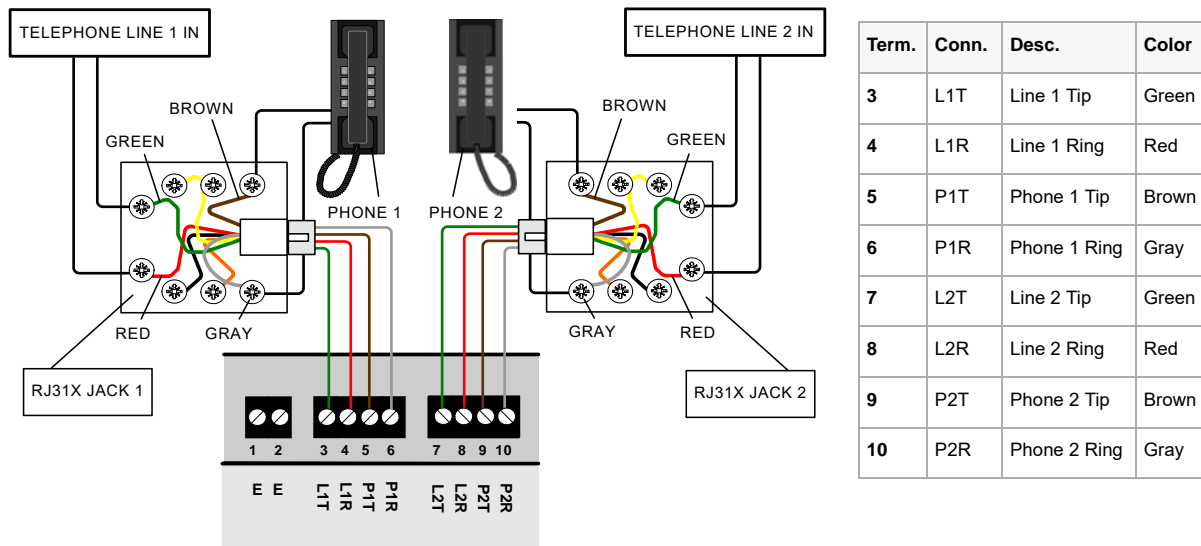 TELEPHONE LINE 1 IN
TELEPHONE LINE 2 IN
BROWN
GREEN
BROWN
GREEN
PHONE 1
PHONE 2
RED
GRAY
GRAY
RED
RJ31X JACK 1
RJ31X JACK 2
1 2 3 4 5 6 7 8 9 10
E E L1T L1R P1T P1R L2T L2R P2T P2R
Term. Conn. Desc. Color
3 L1T Line 1 Tip Green
4 L1R Line 1 Ring Red
5 P1T Phone 1 Tip Brown
6 P1R Phone 1 Ring Gray
7 L2T Line 2 Tip Green
8 L2R Line 2 Ring Red
9 P2T Phone 2 Tip Brown
10 P2R Phone 2 Ring Gray